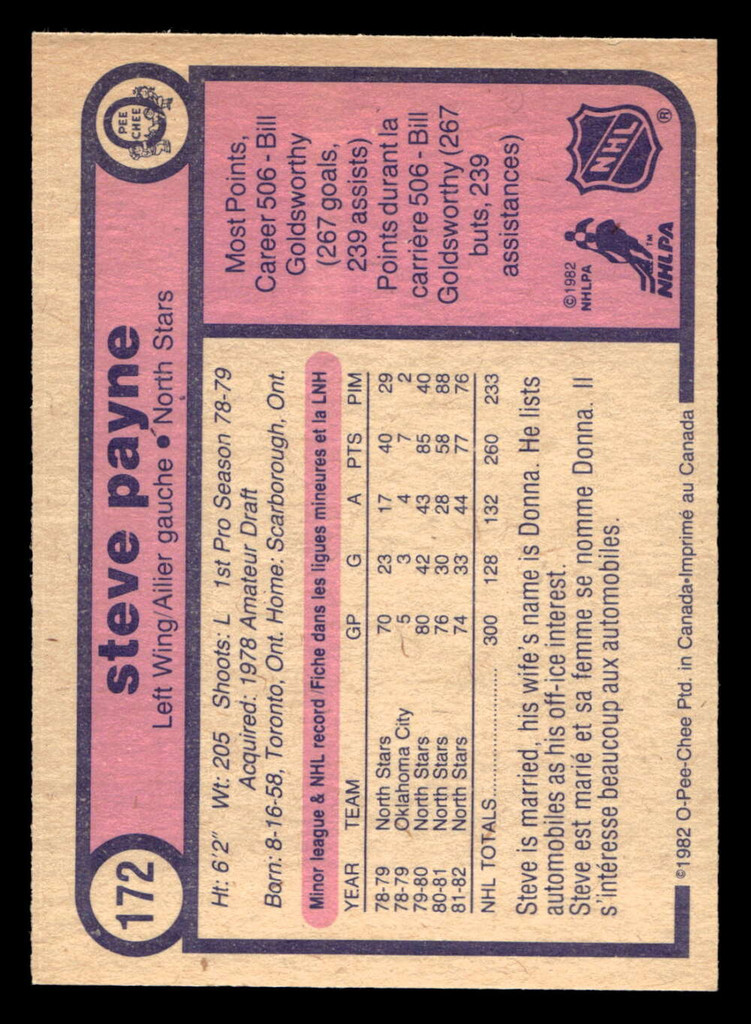 172
steve payne
Left Wing/Ailier gauche • North Stars
O
PEE
CHEE
Ht: 6'2" Wt: 205 Shoots: L 1st Pro Season 78-79
Acquired: 1978 Amateur Draft
Born: 8-16-58, Toronto, Ont. Home: Scarborough, Ont.
Minor league & NHL record/Fiche dans les ligues mineures et la LNH
YEAR TEAM GP G A PTS PIM
78-79 North Stars 70 23 17 40 29
78-79 Oklahoma City 5 3 4 7 2
79-80 North Stars 80 42 43 85 40
80-81 North Stars 76 30 28 58 88
81-82 North Stars 74 33 44 77 76
NHL TOTALS.................... 300 128 132 260 233
Steve is married, his wife's name is Donna. He lists
automobiles as his off-ice interest.
Steve est marié et sa femme se nomme Donna. Il
s'intéresse beaucoup aux automobiles.
Most Points,
Career 506 - Bill
Goldsworthy
(267 goals,
239 assists)
Points durant la
carrière 506 - Bill
Goldsworthy (267
buts, 239
assistances)
©1982
NHLPA
NHLPA™
NHL®
©1982 O-Pee-Chee Ptd. in Canada•Imprimé au Canada